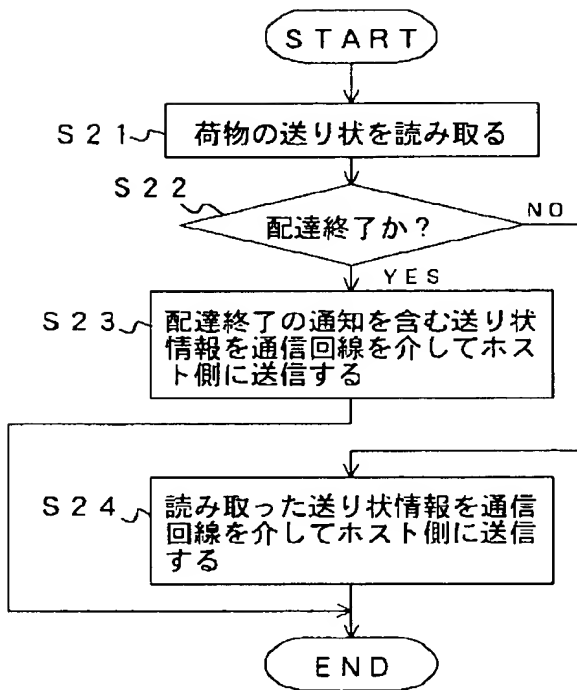 START
S21
荷物の送り状を読み取る
S22
配達終了か?
NO
YES
S23
配達終了の通知を含む送り状
情報を通信回線を介してホス
ト側に送信する
S24
読み取った送り状情報を通信
回線を介してホスト側に送信
する
END